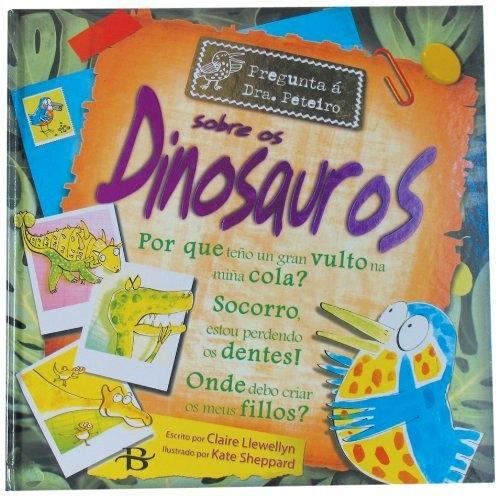 Pregunta á
Dra. Peteiro
sobre os
Dinosauros
Por que teño un gran vulto na
miña cola?
Socorro,
estou perdendo
os dentes!
Onde debo criar
os meus fillos?
Escrito por Claire Llewellyn
Ilustrado por Kate Sheppard
B